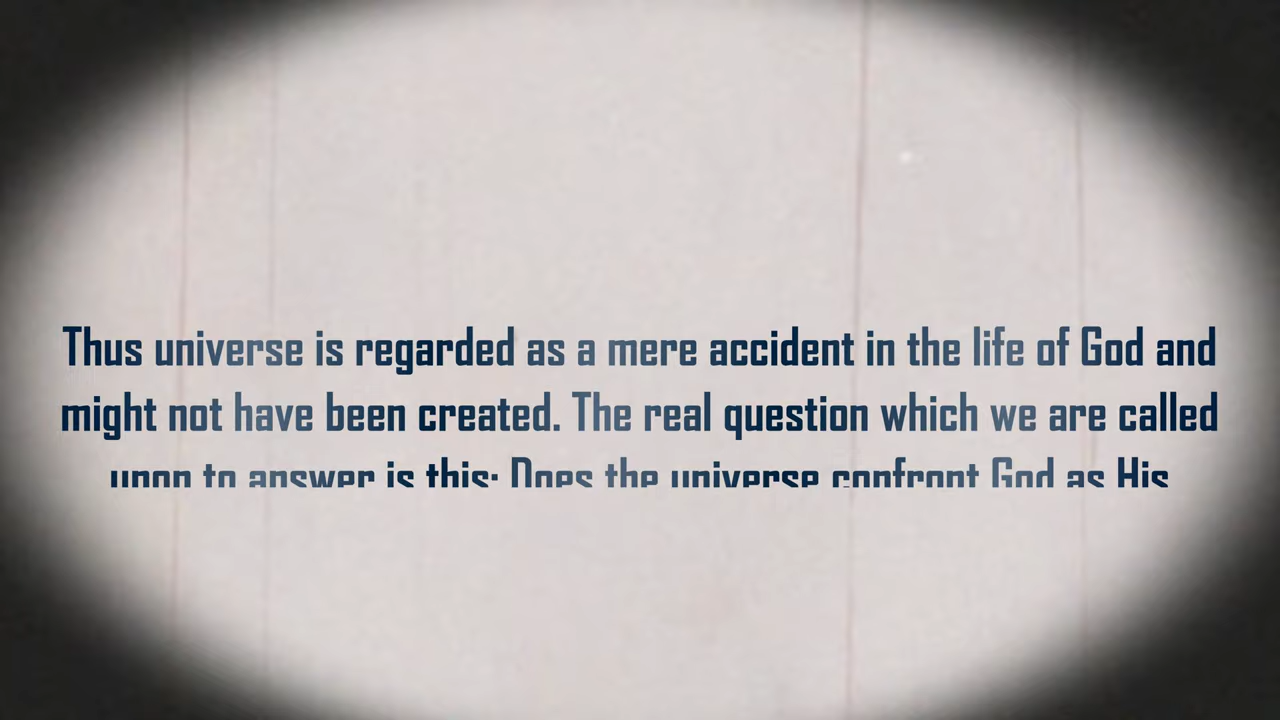 Thus universe is regarded as a mere accident in the life of God and
might not have been created. The real question which we are called
upon to answer is this: Does the universe confront God as His